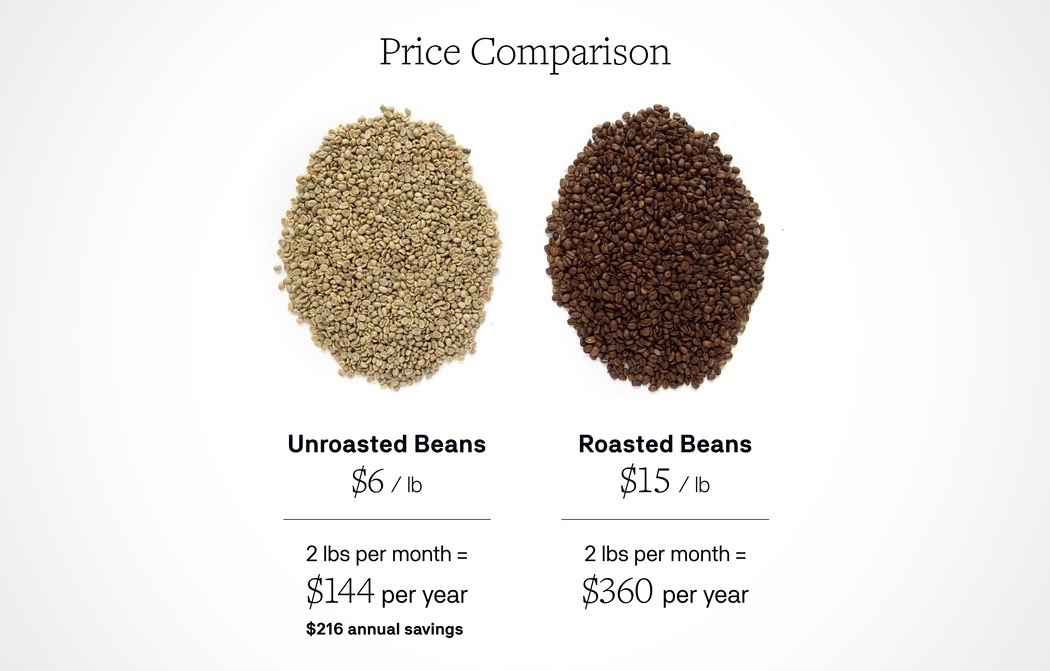 Price Comparison
Unroasted Beans
$6 / lb
2 lbs per month =
$144 per year
$216 annual savings
Roasted Beans
$15 / lb
2 lbs per month =
$360 per year